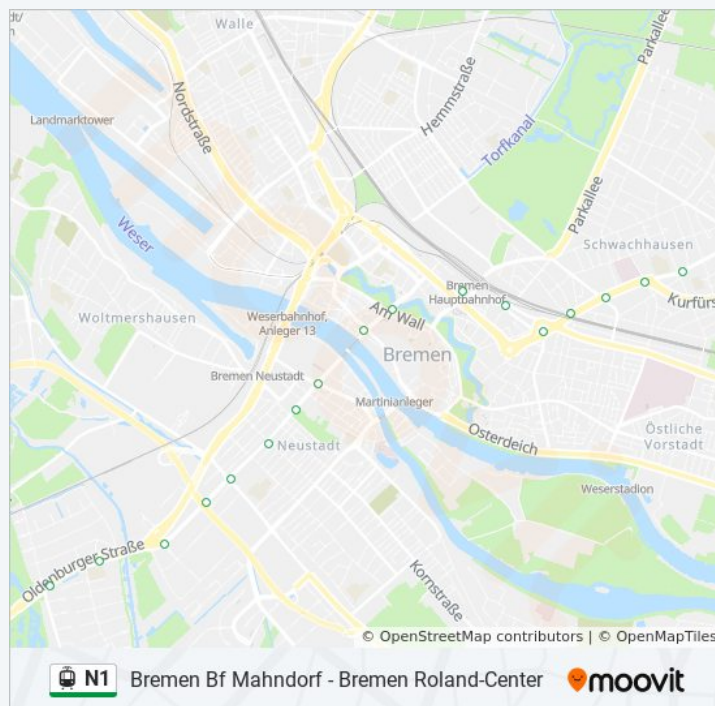 dt/
n
Walle
Parkallee
Hemmstraße
Nordstraße
Landmarktower
Torfkanal
Parkallee
Weser
Schwachhausen
Bremen
Hauptbahnhof
Kurfürs
Am Wall
Weserbahnhof,
Anleger 13
Woltmershausen
Bremen
Bremen Neustadt
Martinianleger
Osterdeich
Östliche
Vorstadt
Neustadt
Weserstadion
Oldenburger Straße
Kornstraße
© OpenStreetMap contributors | © OpenMapTiles
N1 Bremen Bf Mahndorf - Bremen Roland-Center moovit